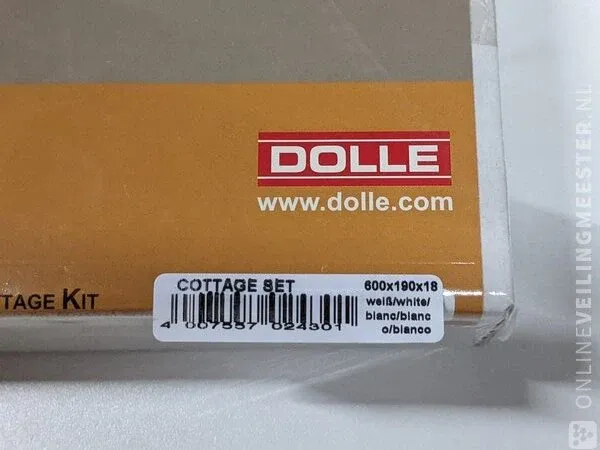 DOLLE
www.dolle.com
TAGE KIT
COTTAGE SET
600x190x18
weiß/white/
blanc/blanc
o/bianco
4 007557 024301
ONLINEVEILINGMEESTER.NL